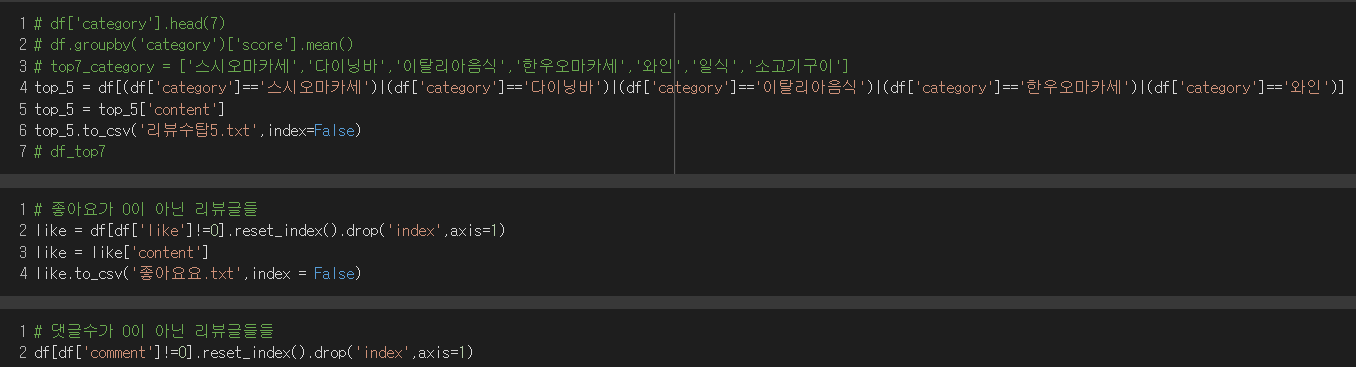 1 # df['category'].head(7)
2 # df.groupby('category')['score'].mean()
3 # top7_category = ['스시오마카세','다이닝바','이탈리아음식','한우오마카세','와인','일식','소고기구이']
4 top_5 = df[(df['category']=='스시오마카세')|(df['category']=='다이닝바')|(df['category']=='이탈리아음식')|(df['category']=='한우오마카세')|(df['category']=='와인')]
5 top_5 = top_5['content']
6 top_5.to_csv('리뷰수탑5.txt',index=False)
7 # df_top7
1 # 좋아요가 0이 아닌 리뷰글들
2 like = df[df['like']!=0].reset_index().drop('index',axis=1)
3 like = like['content']
4 like.to_csv('좋아요요.txt',index = False)
1 # 댓글수가 0이 아닌 리뷰글들들
2 df[df['comment']!=0].reset_index().drop('index',axis=1)